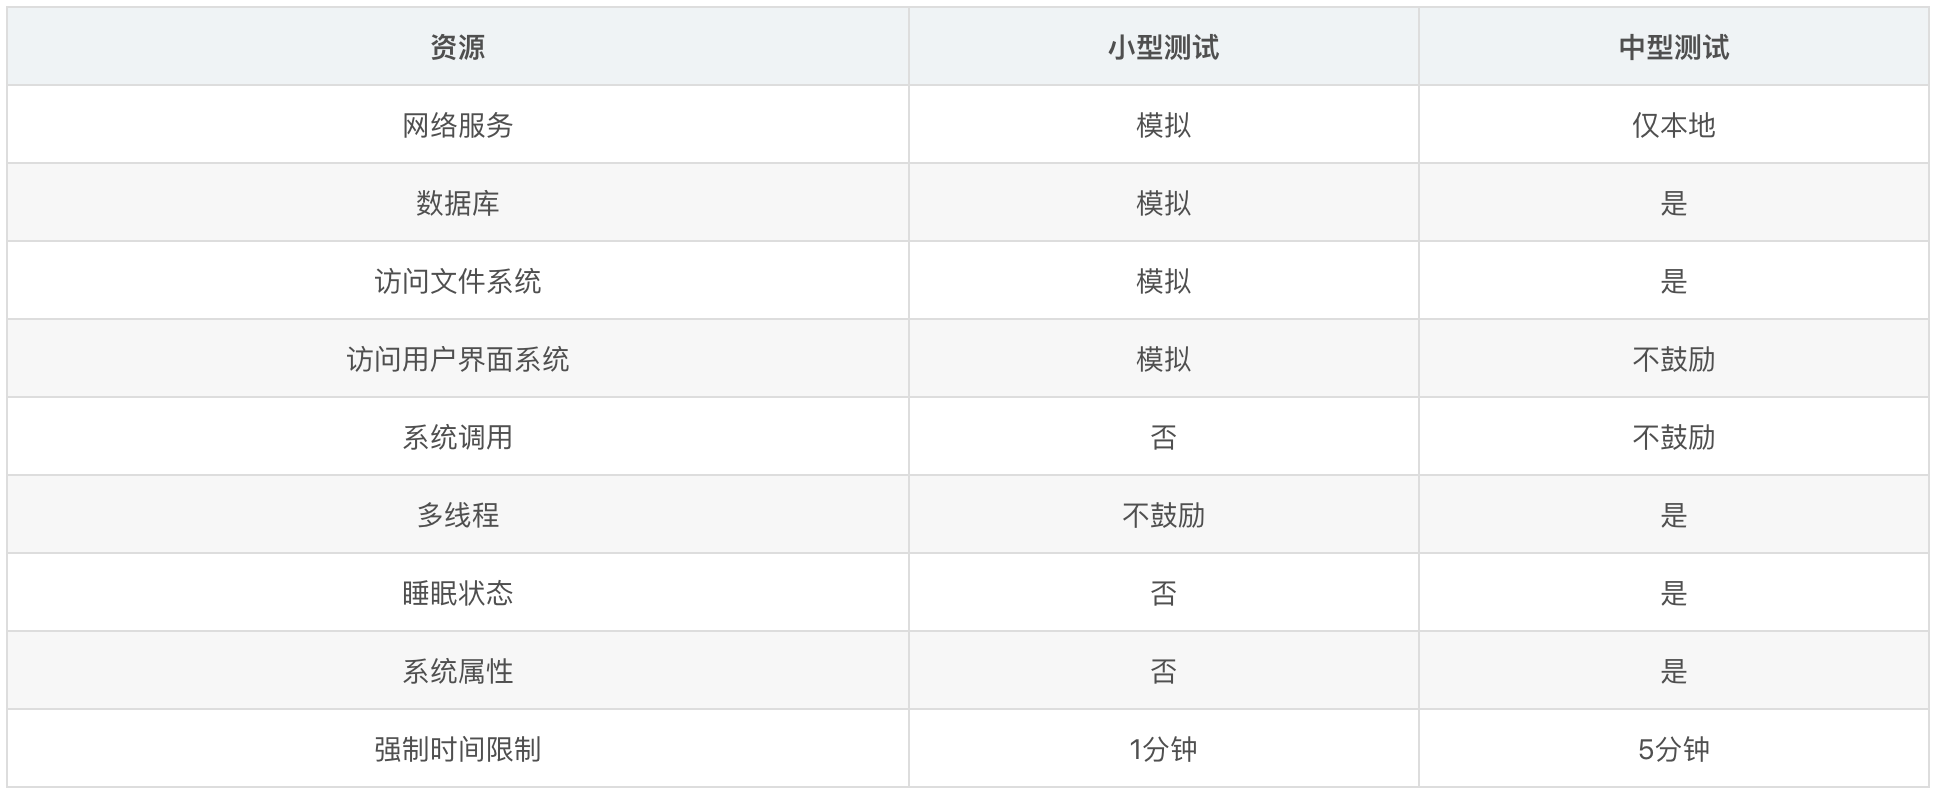 资源 小型测试 中型测试
网络服务 模拟 仅本地
数据库 模拟 是
访问文件系统 模拟 是
访问用户界面系统 模拟 不鼓励
系统调用 否 不鼓励
多线程 不鼓励 是
睡眠状态 否 是
系统属性 否 是
强制时间限制 1分钟 5分钟